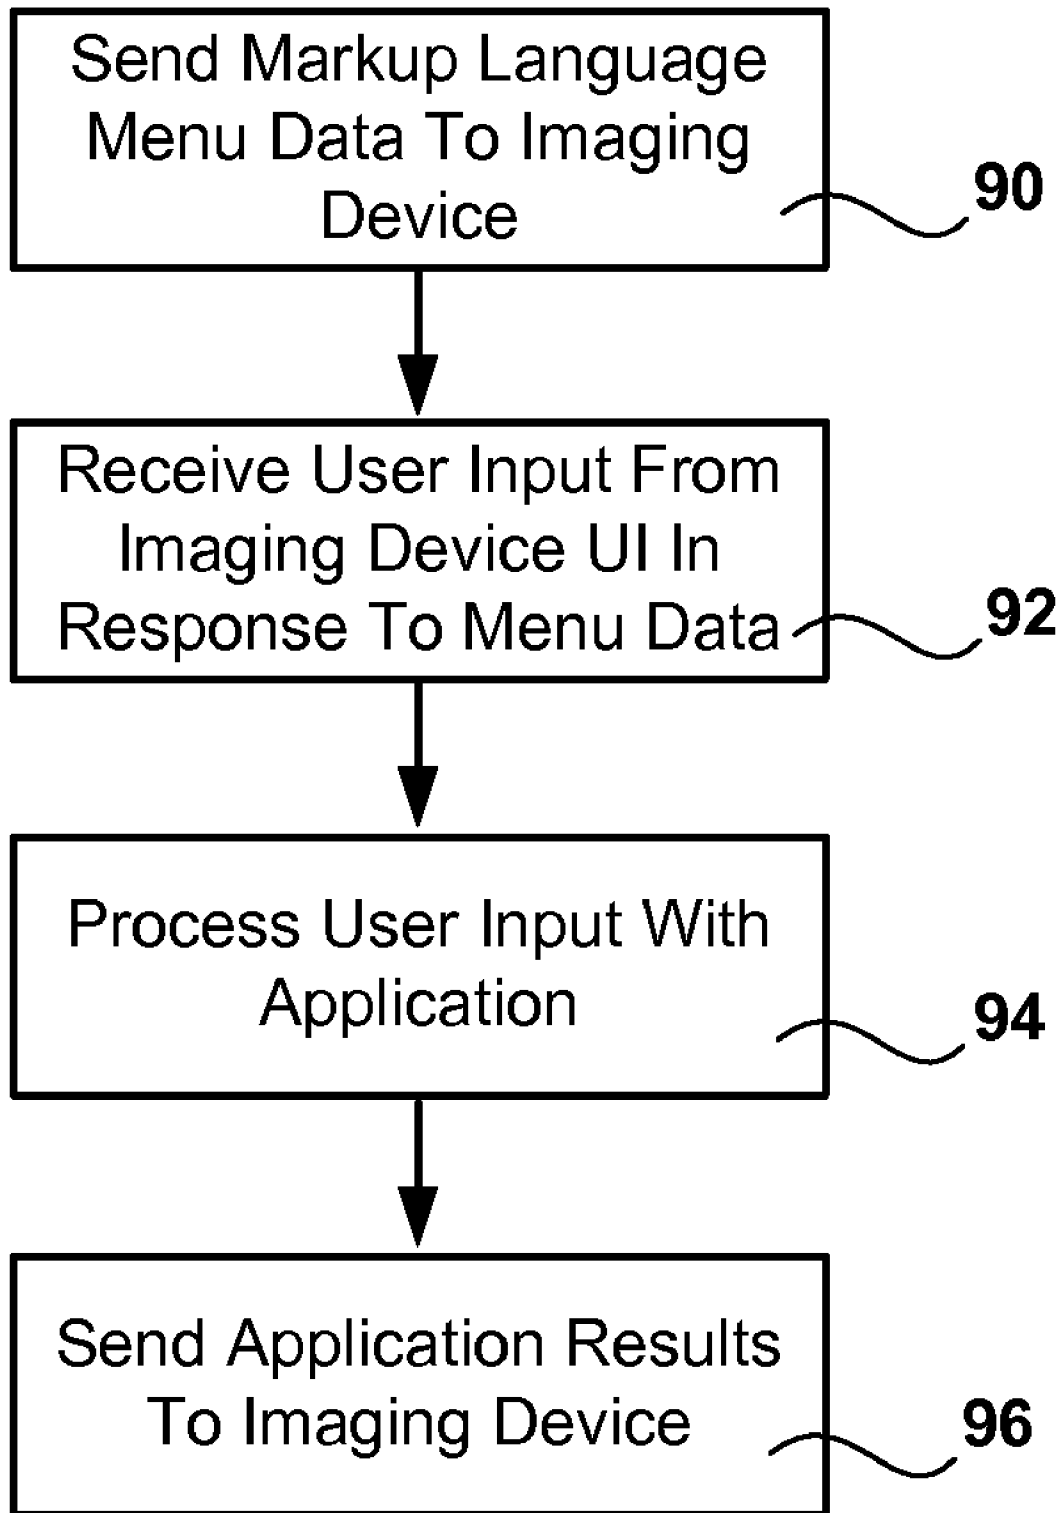 Send Markup Language
Menu Data To Imaging
Device
90
Receive User Input From
Imaging Device UI In
Response To Menu Data
92
Process User Input With
Application
94
Send Application Results
To Imaging Device
96